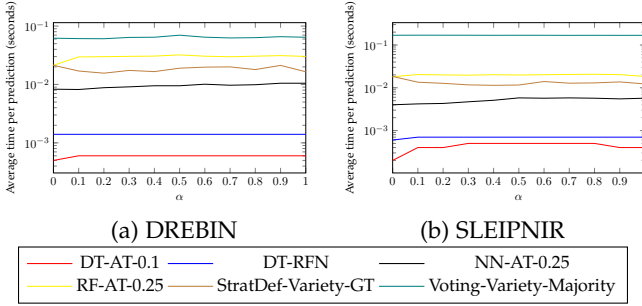 Average time per prediction (seconds)
10⁻¹
10⁻²
10⁻³
0 0.1 0.2 0.3 0.4 0.5 0.6 0.7 0.8 0.9 1
α
(a) DREBIN
Average time per prediction (seconds)
10⁻¹
10⁻²
10⁻³
0 0.1 0.2 0.3 0.4 0.5 0.6 0.7 0.8 0.9
α
(b) SLEIPNIR
DT-AT-0.1 DT-RFN NN-AT-0.25
RF-AT-0.25 StratDef-Variety-GT Voting-Variety-Majority